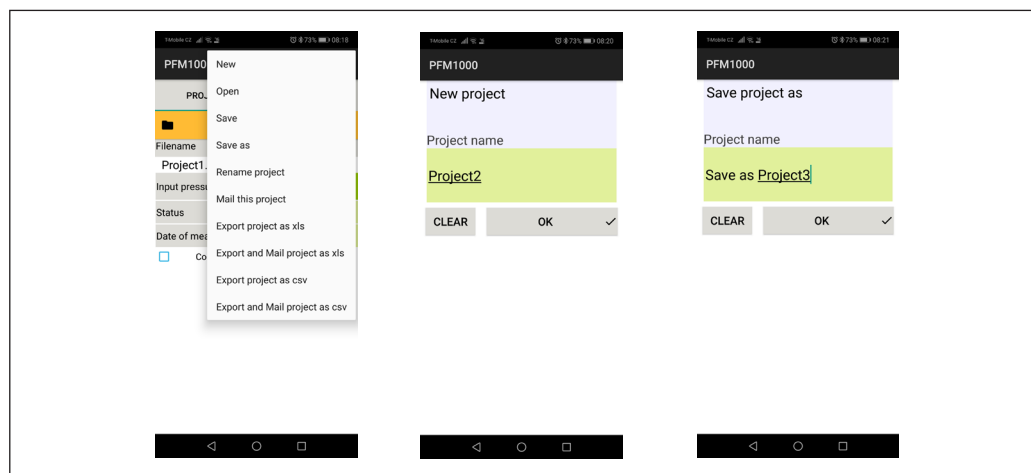 T-Mobile CZ 73% 08:18
PFM100
New
PROJ
Open
Save
Filename
Save as
Project1.
Rename project
Input pressu
Mail this project
Status
Export project as xls
Date of mea
Co
Export and Mail project as xls
Export project as csv
Export and Mail project as csv
T-Mobile CZ 73% 08:20
PFM1000
New project
Project name
Project2
CLEAR OK
T-Mobile CZ 73% 08:21
PFM1000
Save project as
Project name
Save as Project3
CLEAR OK